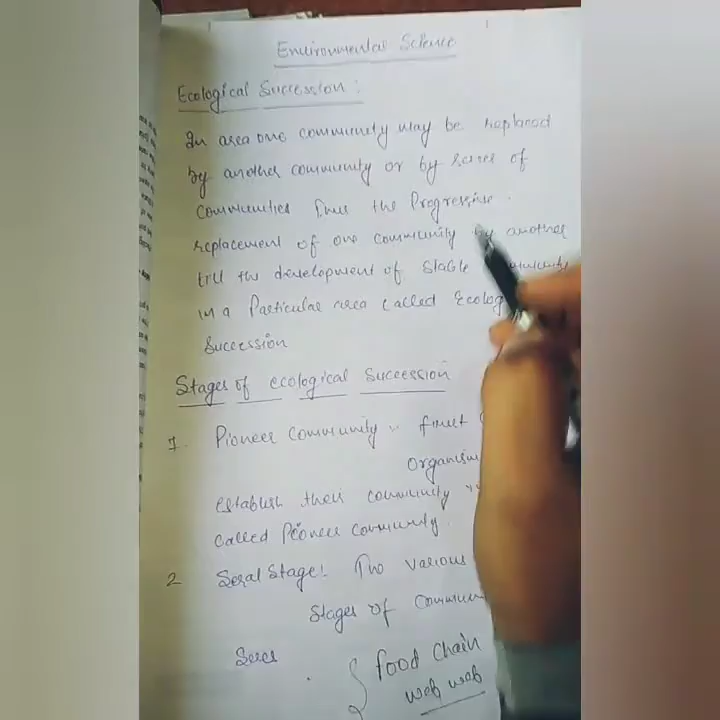 Environmental Science
Ecological Succession :
In area one community may be replaced
by another community or by series of
communities Thus the Progressive
replacement of one community by another
till the development of stable
in a Particular area called Ecolog
Succession
Stages of ecological Succession
1. Pioneer community :
Organism
establish their community
called Pioneer community.
2 Seral Stage! The various
Stages of Commun
Seres
{ food chain
web web